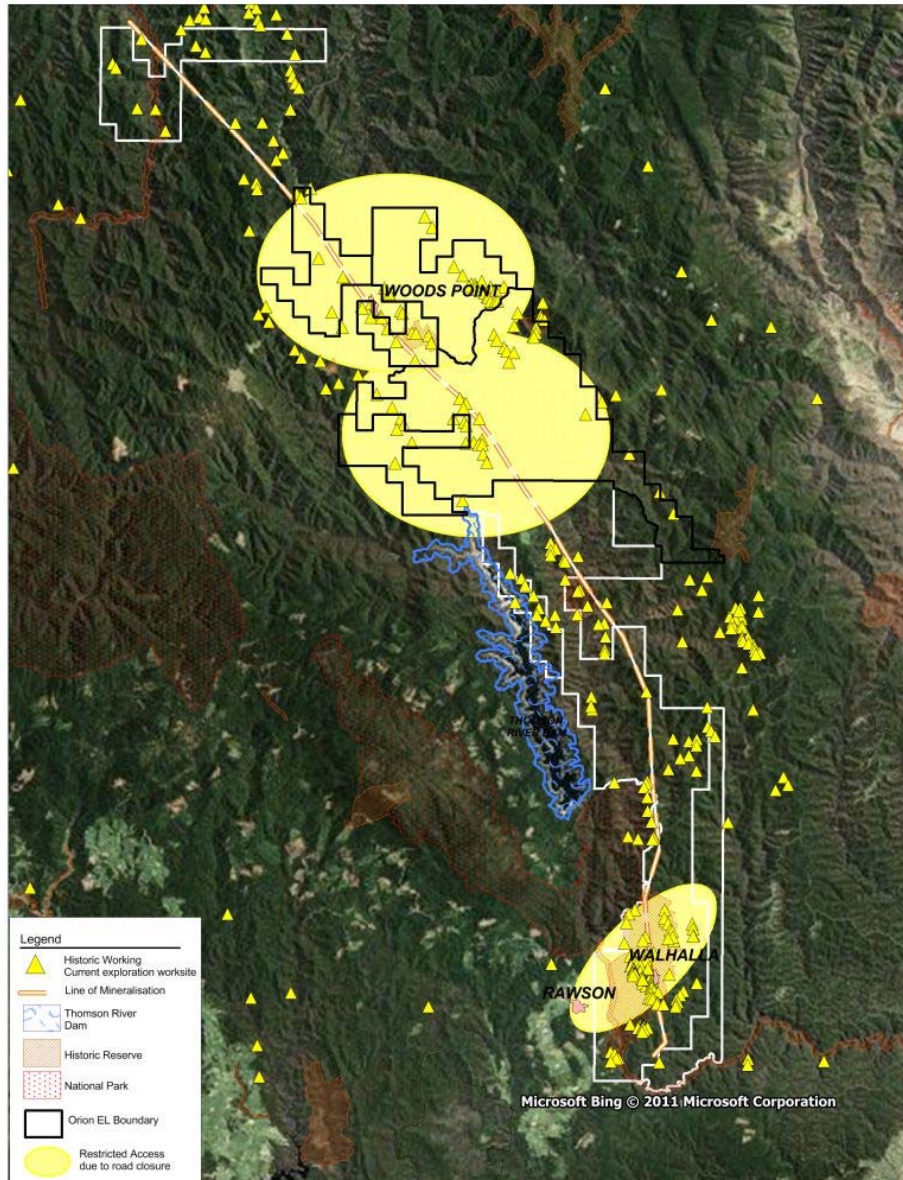 WOODS POINT
THOMSON
RIVER DAM
WALHALLA
RAWSON
Legend
Historic Working
Current exploration worksite
Line of Mineralisation
Thomson River
Dam
Historic Reserve
National Park
Orion EL Boundary
Restricted Access
due to road closure
Microsoft Bing © 2011 Microsoft Corporation